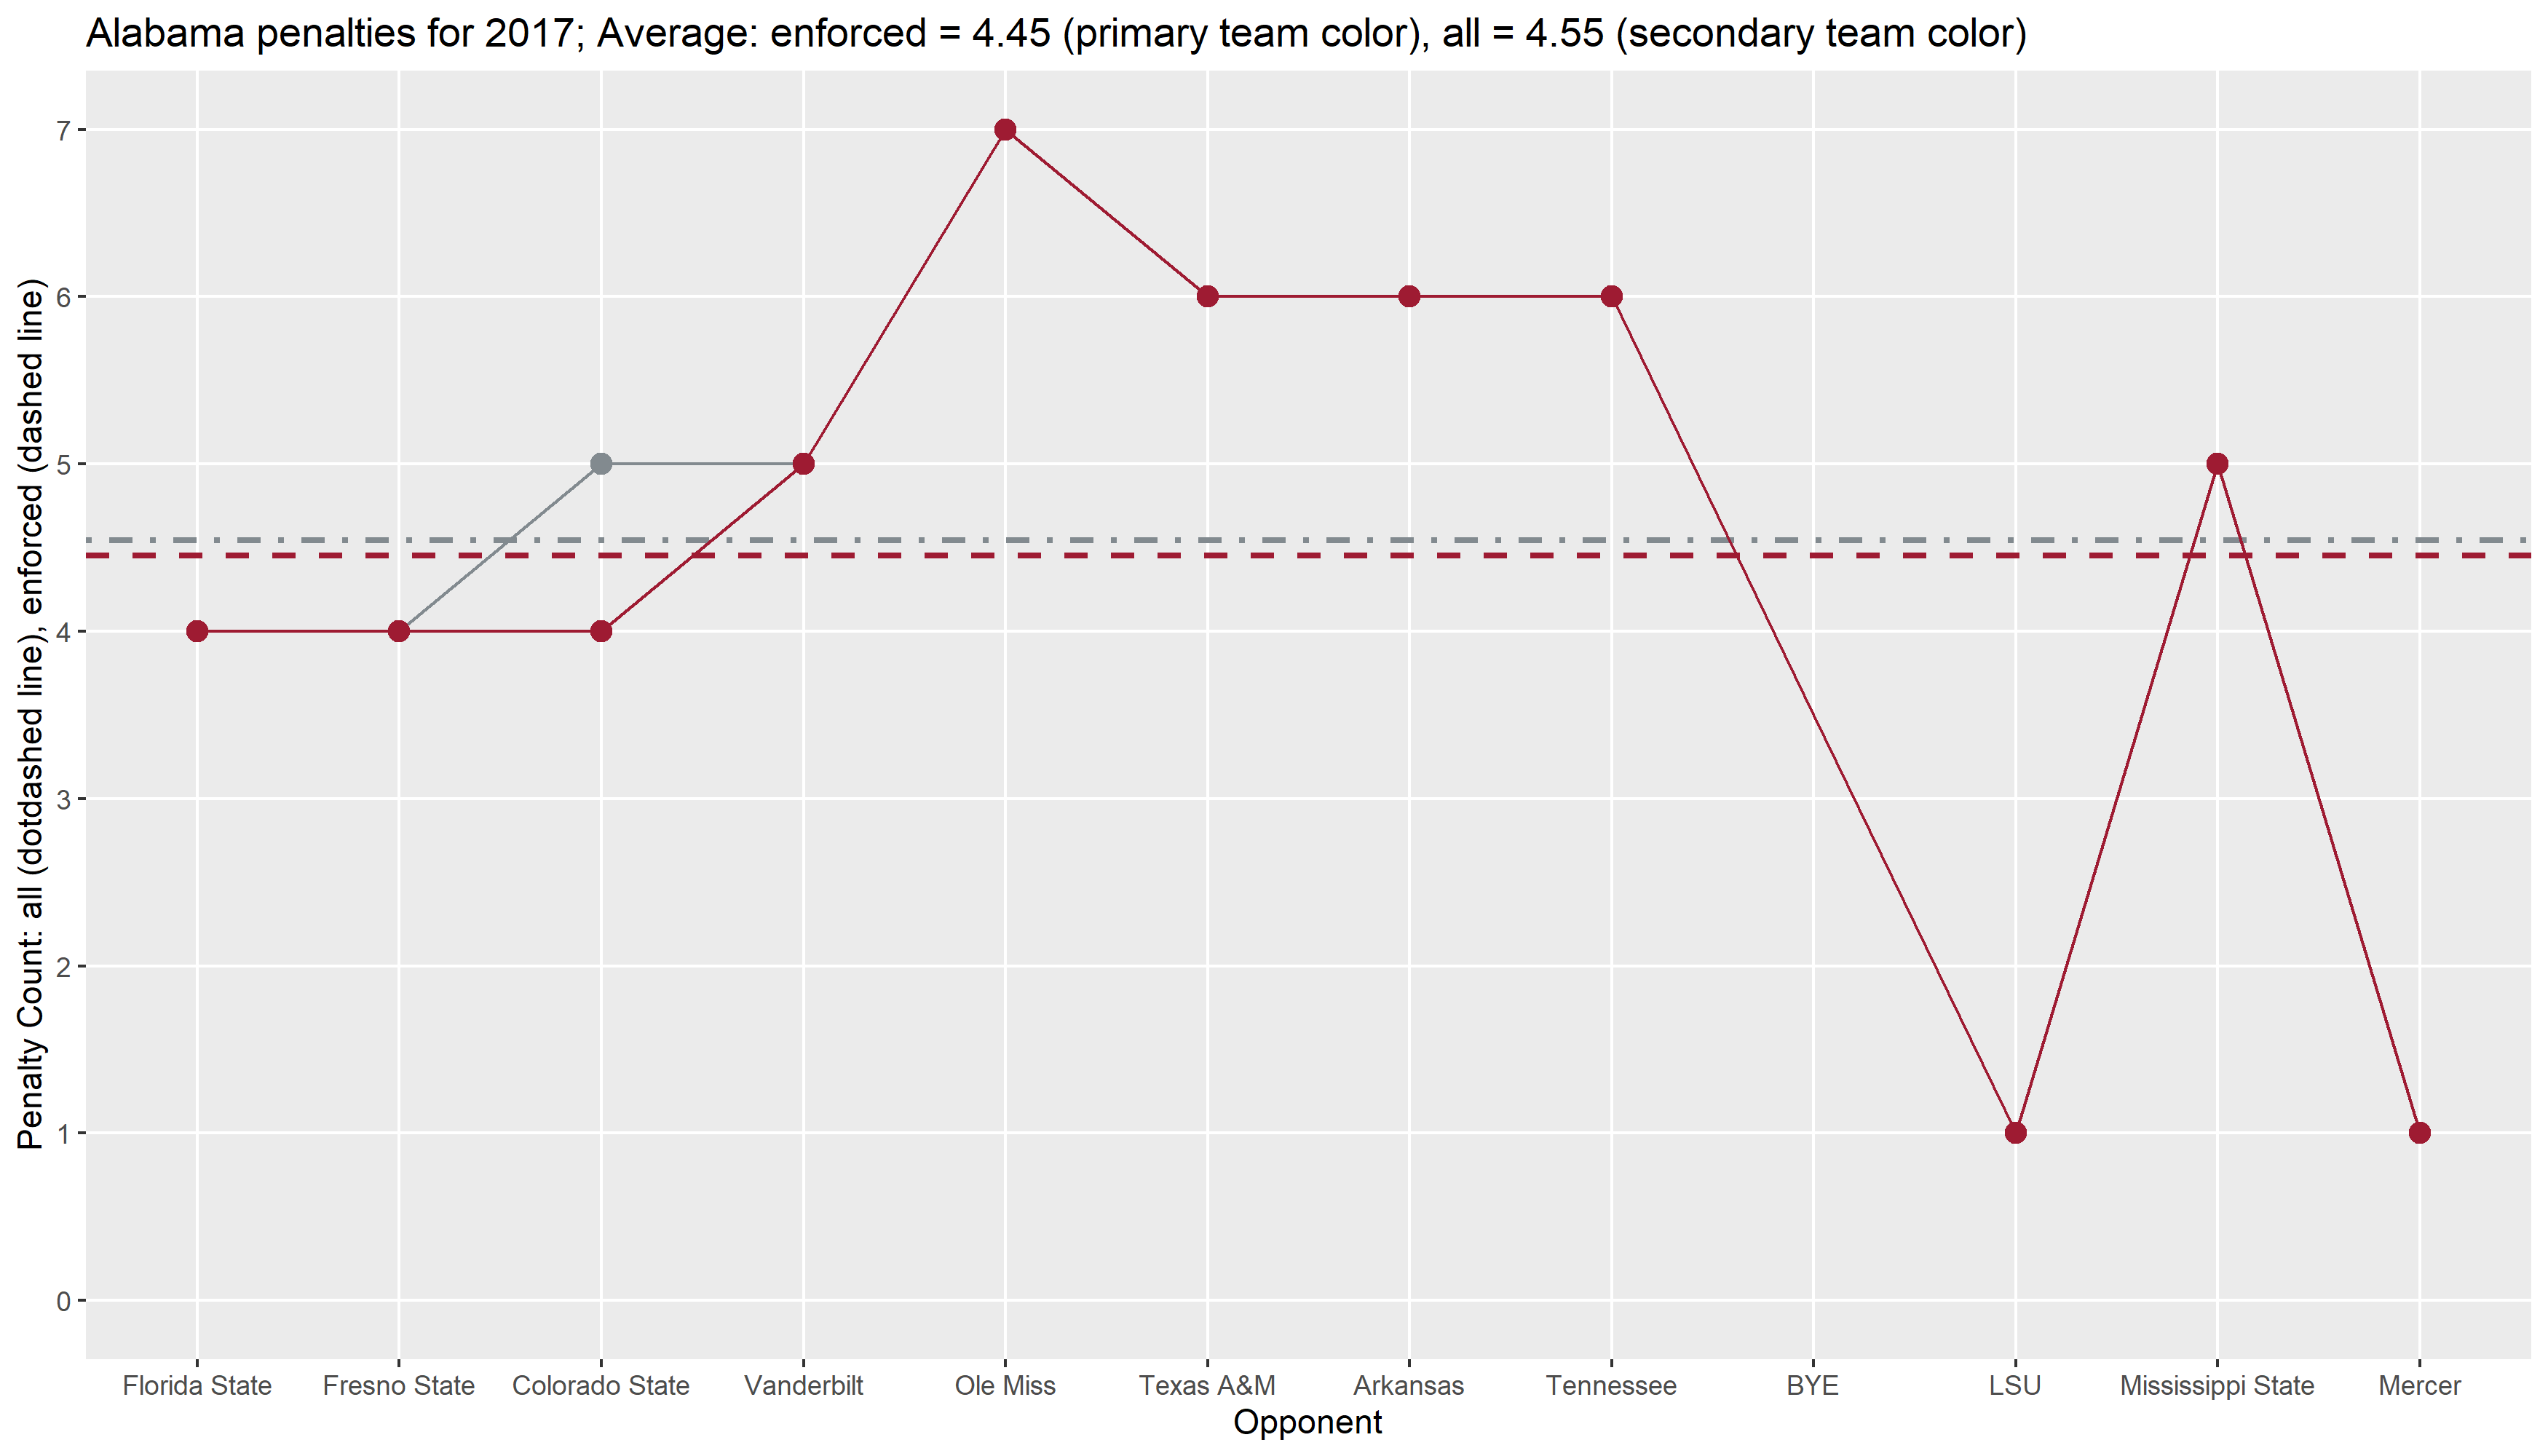 Alabama penalties for 2017; Average: enforced = 4.45 (primary team color), all = 4.55 (secondary team color)
Penalty Count: all (dotdashed line), enforced (dashed line)
7
6
5
4
3
2
1
0
Florida State
Fresno State
Colorado State
Vanderbilt
Ole Miss
Texas A&M
Arkansas
Tennessee
BYE
LSU
Mississippi State
Mercer
Opponent